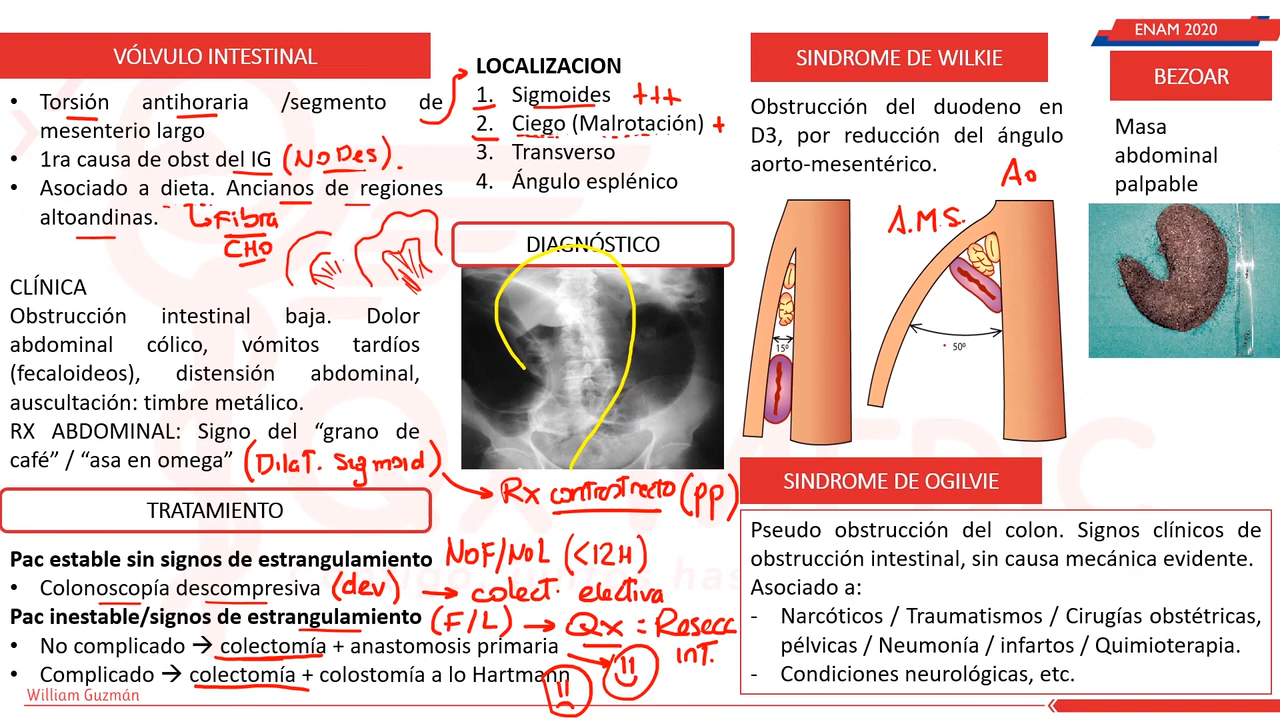 VÓLVULO INTESTINAL
• Torsión antihoraria /segmento de
mesenterio largo
• 1ra causa de obst del IG (NO Des).
• Asociado a dieta. Ancianos de regiones
altoandinas.
Fibra
CHO
CLÍNICA
Obstrucción intestinal baja. Dolor
abdominal cólico, vómitos tardíos
(fecaloideos), distensión abdominal,
auscultación: timbre metálico.
RX ABDOMINAL: Signo del “grano de
café” / “asa en omega” (Dilat. Sigmoid)
TRATAMIENTO
Pac estable sin signos de estrangulamiento NOF/NOL (<12H)
• Colonoscopía descompresiva (dev) → colect. electiva
Pac inestable/signos de estrangulamiento (F/L) → Qx = Resecc
int.
• No complicado → colectomía + anastomosis primaria
• Complicado → colectomía + colostomía a lo Hartmann
William Guzmán
LOCALIZACION
1. Sigmoides +++
2. Ciego (Malrotación) +
3. Transverso
4. Ángulo esplénico
DIAGNÓSTICO
Rx contrastrecto (PP)
SINDROME DE WILKIE
Obstrucción del duodeno en
D3, por reducción del ángulo
aorto-mesentérico.
Ao
A.M.S.
15º
50º
SINDROME DE OGILVIE
Pseudo obstrucción del colon. Signos clínicos de
obstrucción intestinal, sin causa mecánica evidente.
Asociado a:
- Narcóticos / Traumatismos / Cirugías obstétricas,
pélvicas / Neumonía / infartos / Quimioterapia.
- Condiciones neurológicas, etc.
ENAM 2020
BEZOAR
Masa
abdominal
palpable